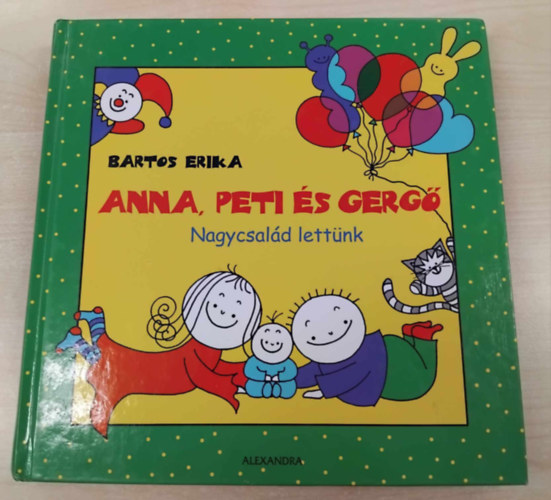 BARTOS ERIKA
ANNA, PETI ÉS GERGŐ
Nagycsalád lettünk
ALEXANDRA